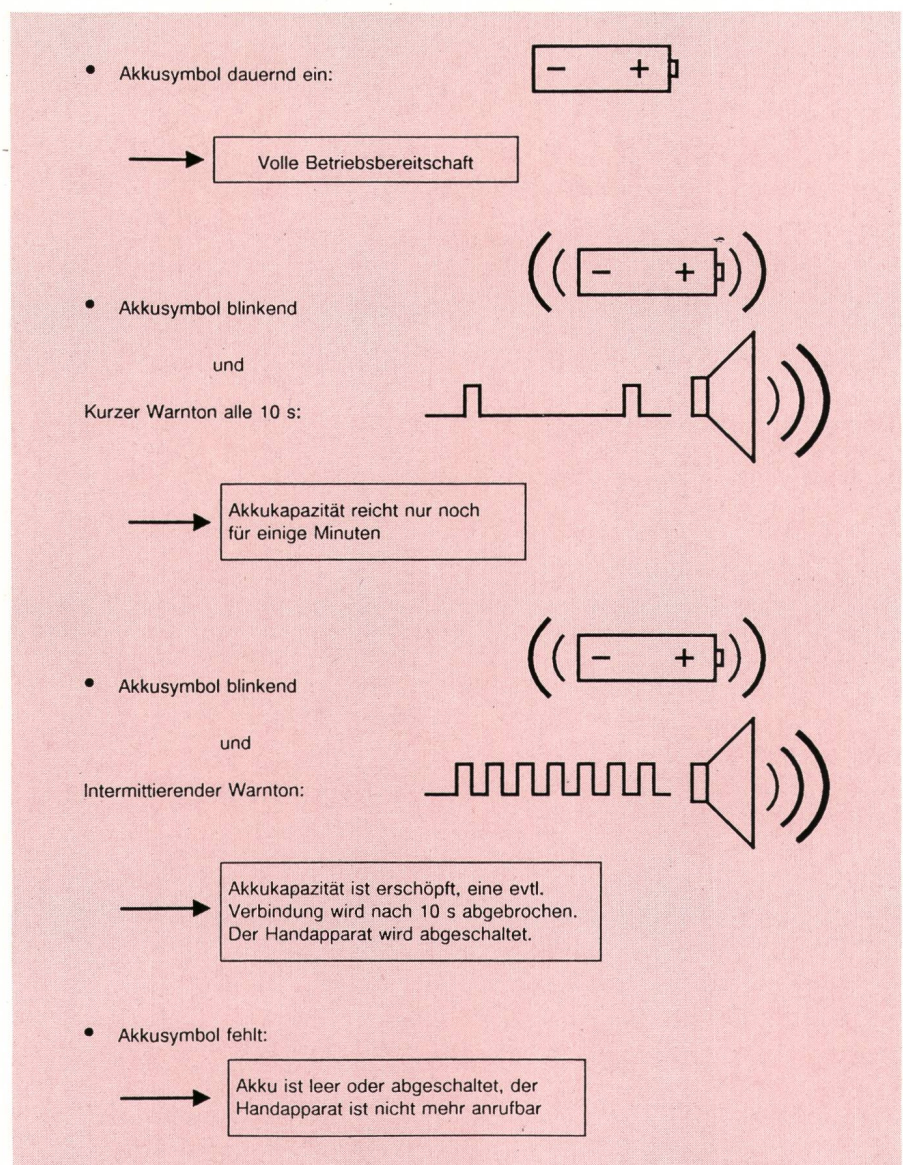 • Akkusymbol dauernd ein:
− +
Volle Betriebsbereitschaft
− +
• Akkusymbol blinkend
und
Kurzer Warnton alle 10 s:
Akkukapazität reicht nur noch
für einige Minuten
− +
• Akkusymbol blinkend
und
Intermittierender Warnton:
Akkukapazität ist erschöpft, eine evtl.
Verbindung wird nach 10 s abgebrochen.
Der Handapparat wird abgeschaltet.
• Akkusymbol fehlt:
Akku ist leer oder abgeschaltet, der
Handapparat ist nicht mehr anrufbar